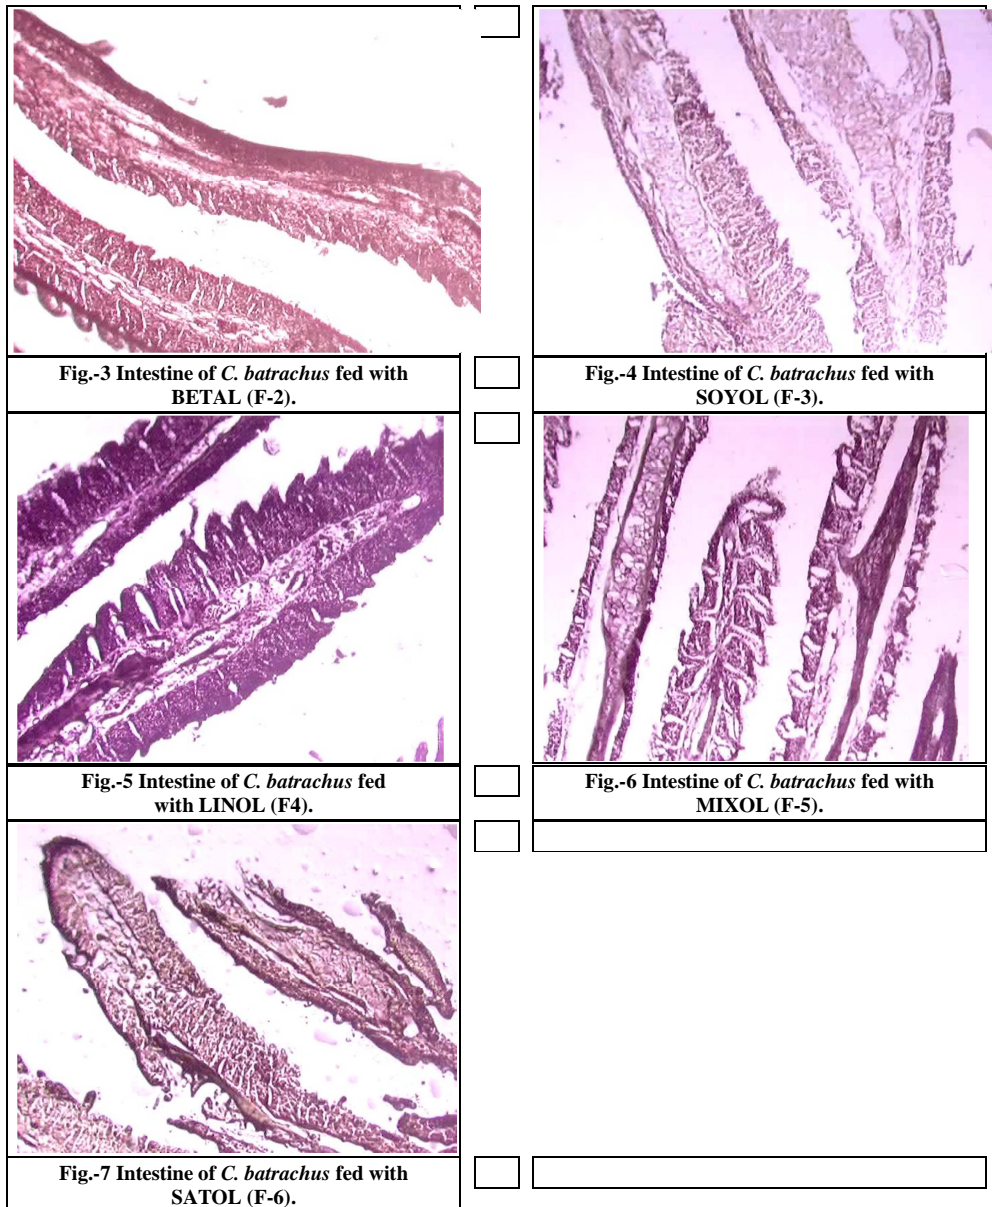 Fig.-3 Intestine of C. batrachus fed with
BETAL (F-2).
Fig.-4 Intestine of C. batrachus fed with
SOYOL (F-3).
Fig.-5 Intestine of C. batrachus fed
with LINOL (F4).
Fig.-6 Intestine of C. batrachus fed with
MIXOL (F-5).
Fig.-7 Intestine of C. batrachus fed with
SATOL (F-6).